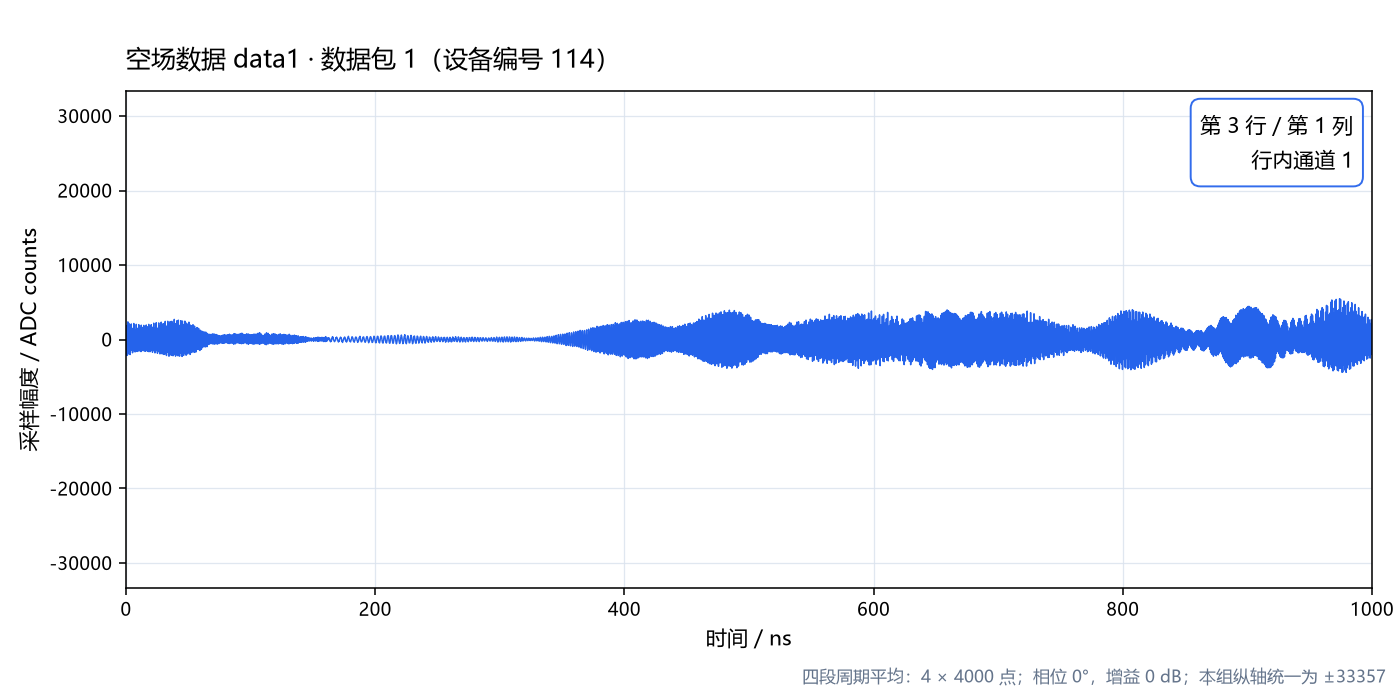 空场数据 data1 · 数据包 1（设备编号 114）
第 3 行 / 第 1 列
行内通道 1
采样幅度 / ADC counts
30000
20000
10000
0
-10000
-20000
-30000
0
200
400
600
800
1000
时间 / ns
四段周期平均：4 × 4000 点；相位 0°，增益 0 dB；本组纵轴统一为 ±33357